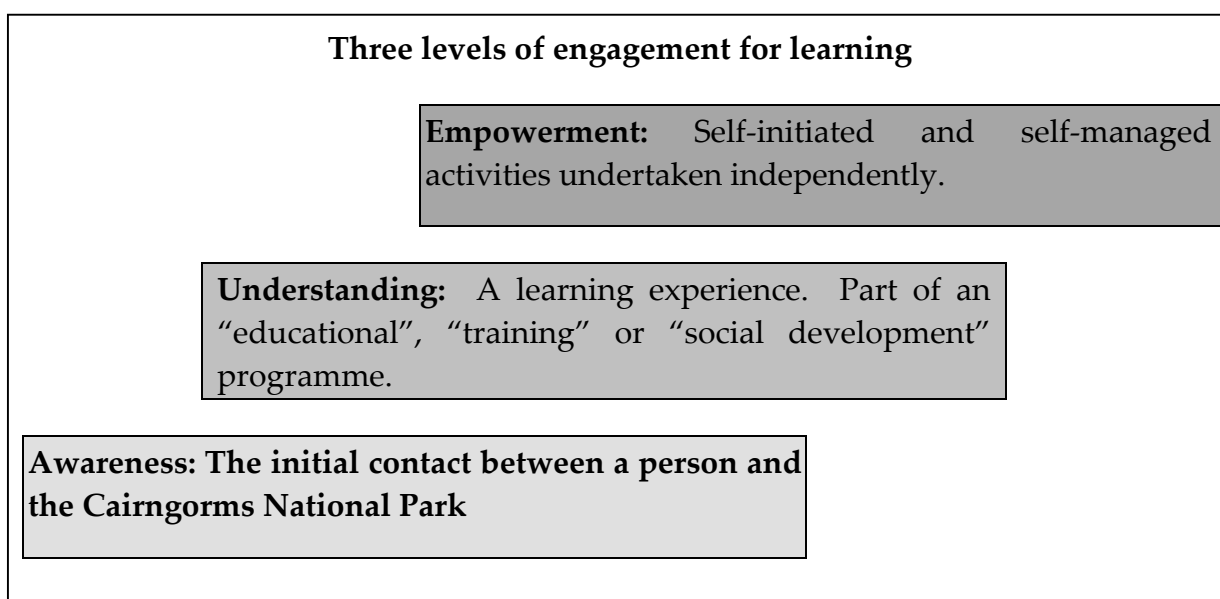 Three levels of engagement for learning
Empowerment: Self-initiated and self-managed
activities undertaken independently.
Understanding: A learning experience. Part of an
“educational”, “training” or “social development”
programme.
Awareness: The initial contact between a person and
the Cairngorms National Park